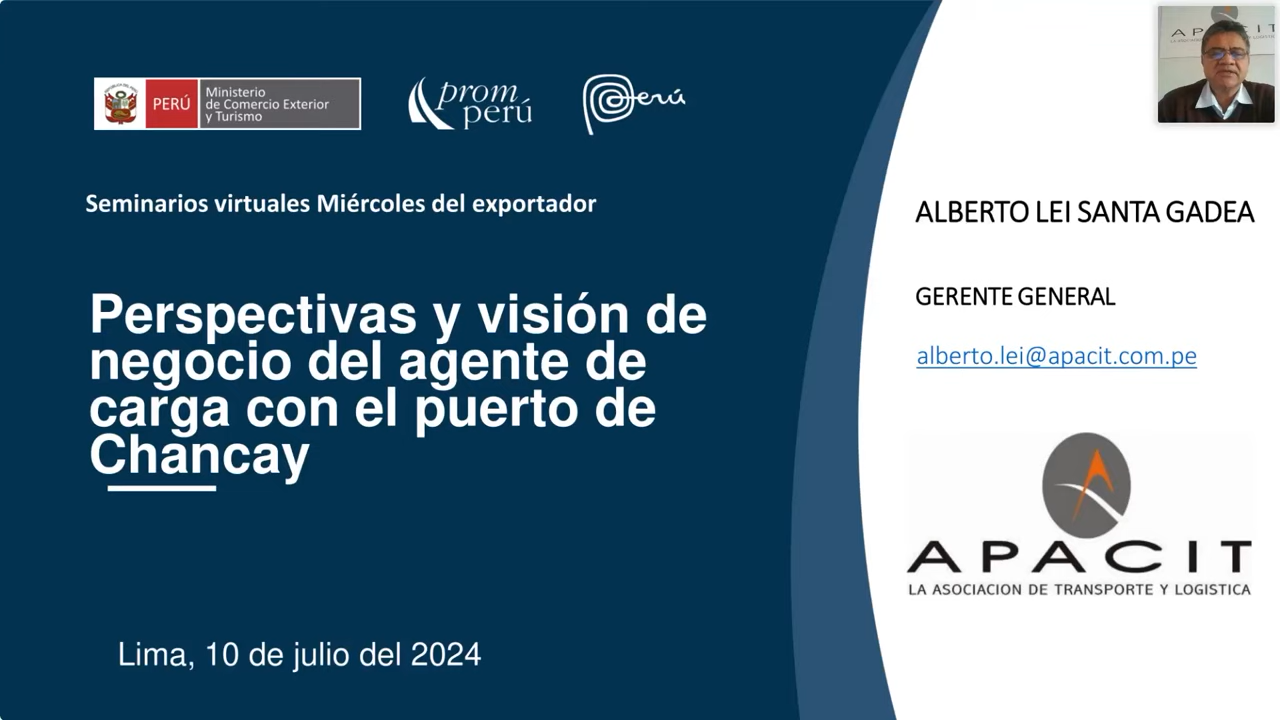 PERÚ
Ministerio
de Comercio Exterior
y Turismo
prom
perú
Perú
Seminarios virtuales Miércoles del exportador
Perspectivas y visión de
negocio del agente de
carga con el puerto de
Chancay
Lima, 10 de julio del 2024
ALBERTO LEI SANTA GADEA
GERENTE GENERAL
alberto.lei@apacit.com.pe
APACIT
LA ASOCIACION DE TRANSPORTE Y LOGISTICA